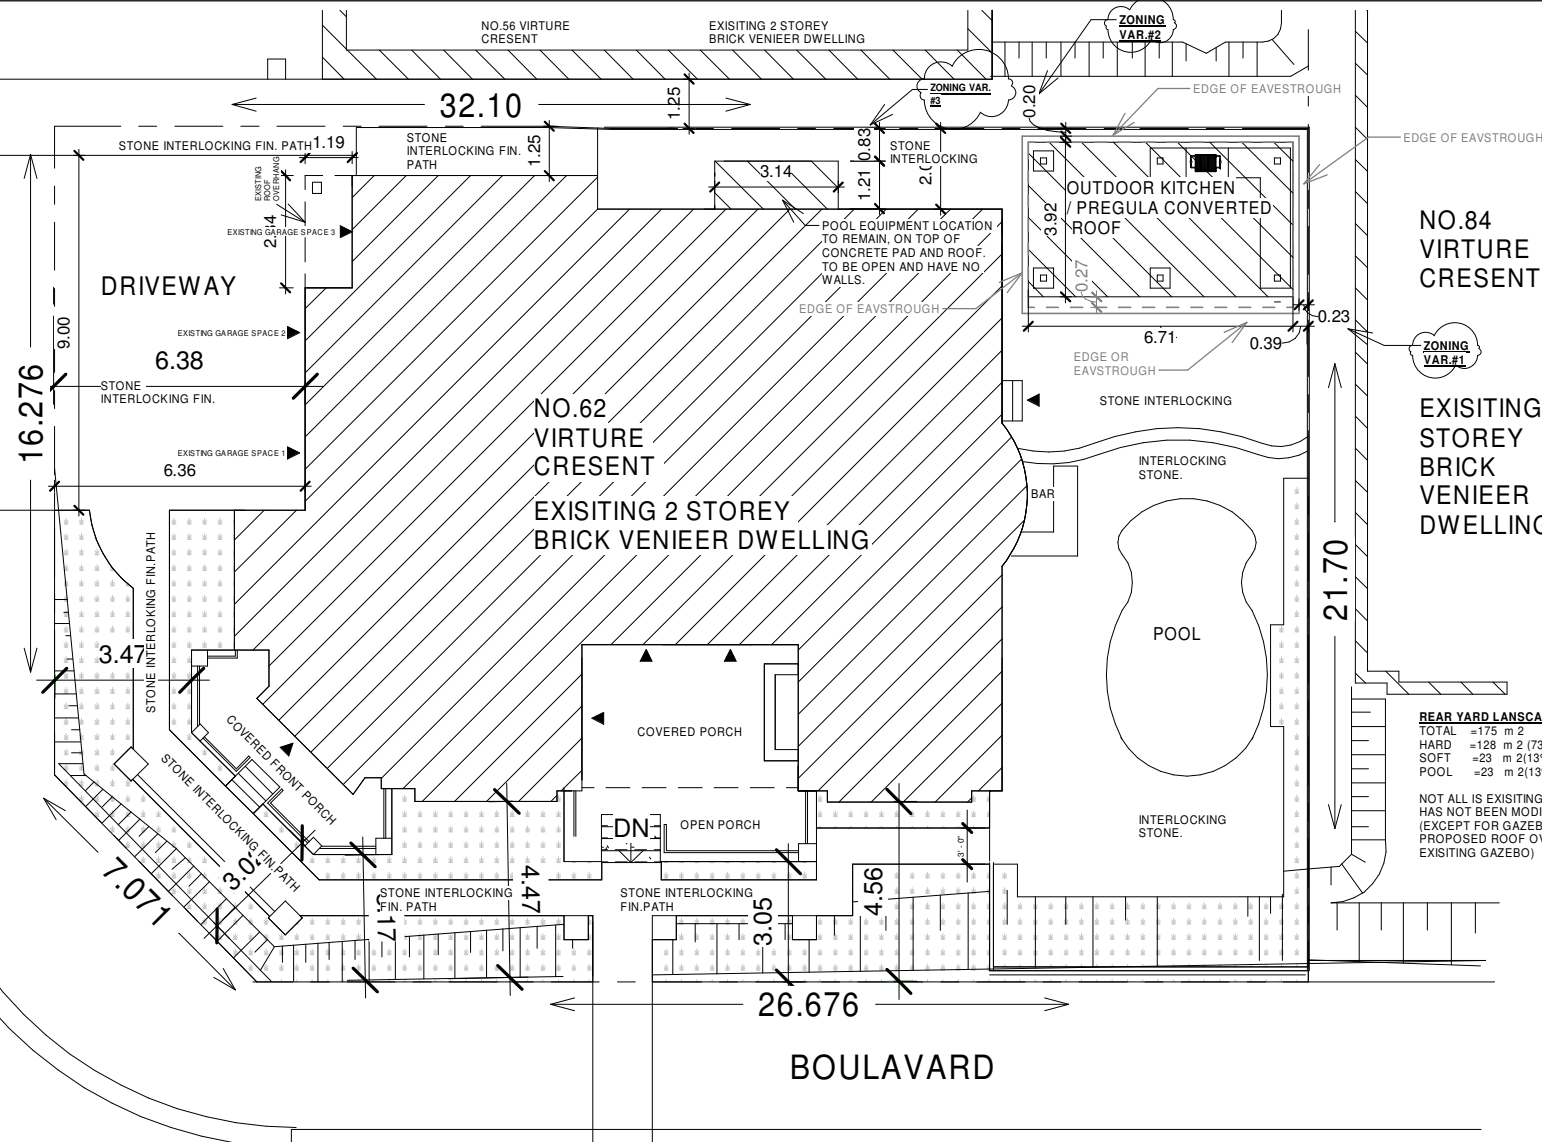 NO.56 VIRTURE
CRESENT
EXISITING 2 STOREY
BRICK VENIEER DWELLING
ZONING
VAR.#2
ZONING VAR.
#3
EDGE OF EAVESTROUGH
EDGE OF EAVSTROUGH
32.10
1.25
0.20
STONE INTERLOCKING FIN. PATH
1.19
STONE
INTERLOCKING FIN.
PATH
1.25
0.83
STONE
INTERLOCKING
1.21
3.14
EXISTING
ROOF
OVERHANG
EXISTING GARAGE SPACE 3
OUTDOOR KITCHEN
/ PREGULA CONVERTED
ROOF
3.92
0.27
POOL EQUIPMENT LOCATION
TO REMAIN, ON TOP OF
CONCRETE PAD AND ROOF.
TO BE OPEN AND HAVE NO
WALLS.
EDGE OF EAVSTROUGH
NO.84
VIRTURE
CRESENT
DRIVEWAY
9.00
EXISTING GARAGE SPACE 2
6.38
STONE
INTERLOCKING FIN.
16.276
EXISTING GARAGE SPACE 1
6.36
0.23
6.71
0.39
ZONING
VAR.#1
EDGE OR
EAVSTROUGH
STONE INTERLOCKING
NO.62
VIRTURE
CRESENT
EXISITING 2 STOREY
BRICK VENIEER DWELLING
EXISITING
STOREY
BRICK
VENIEER
DWELLING
INTERLOCKING
STONE.
BAR
21.70
POOL
STONE INTERLOKING FIN.PATH
3.47
COVERED FRONT PORCH
STONE INTERLOCKING FIN.PATH
COVERED PORCH
OPEN PORCH
DN
INTERLOCKING
STONE.
REAR YARD LANSCA
TOTAL =175 m 2
HARD =128 m 2 (73
SOFT =23 m 2(13
POOL =23 m 2(13
NOT ALL IS EXISITING
HAS NOT BEEN MODI
(EXCEPT FOR GAZEB
PROPOSED ROOF OV
EXISITING GAZEBO)
3' - 0"
7.071
STONE INTERLOCKING
FIN. PATH
4.47
STONE INTERLOCKING
FIN.PATH
3.05
4.56
26.676
BOULAVARD